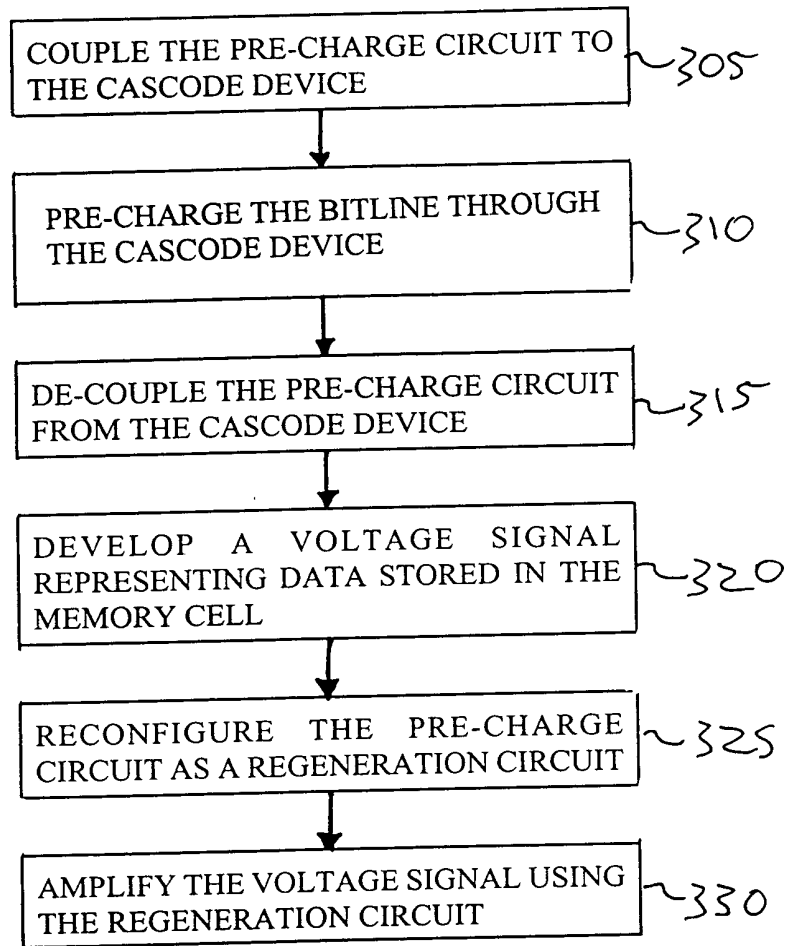 COUPLE THE PRE-CHARGE CIRCUIT TO
THE CASCODE DEVICE
305
PRE-CHARGE THE BITLINE THROUGH
THE CASCODE DEVICE
310
DE-COUPLE THE PRE-CHARGE CIRCUIT
FROM THE CASCODE DEVICE
315
DEVELOP A VOLTAGE SIGNAL
REPRESENTING DATA STORED IN THE
MEMORY CELL
320
RECONFIGURE THE PRE-CHARGE
CIRCUIT AS A REGENERATION CIRCUIT
325
AMPLIFY THE VOLTAGE SIGNAL USING
THE REGENERATION CIRCUIT
330